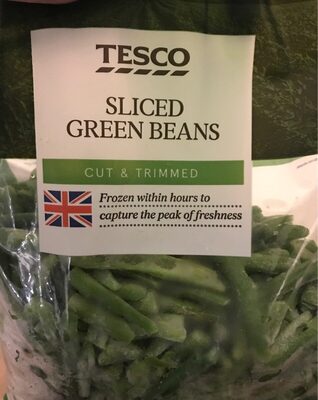 TESCO
SLICED
GREEN BEANS
CUT & TRIMMED
Frozen within hours to
capture the peak of freshness